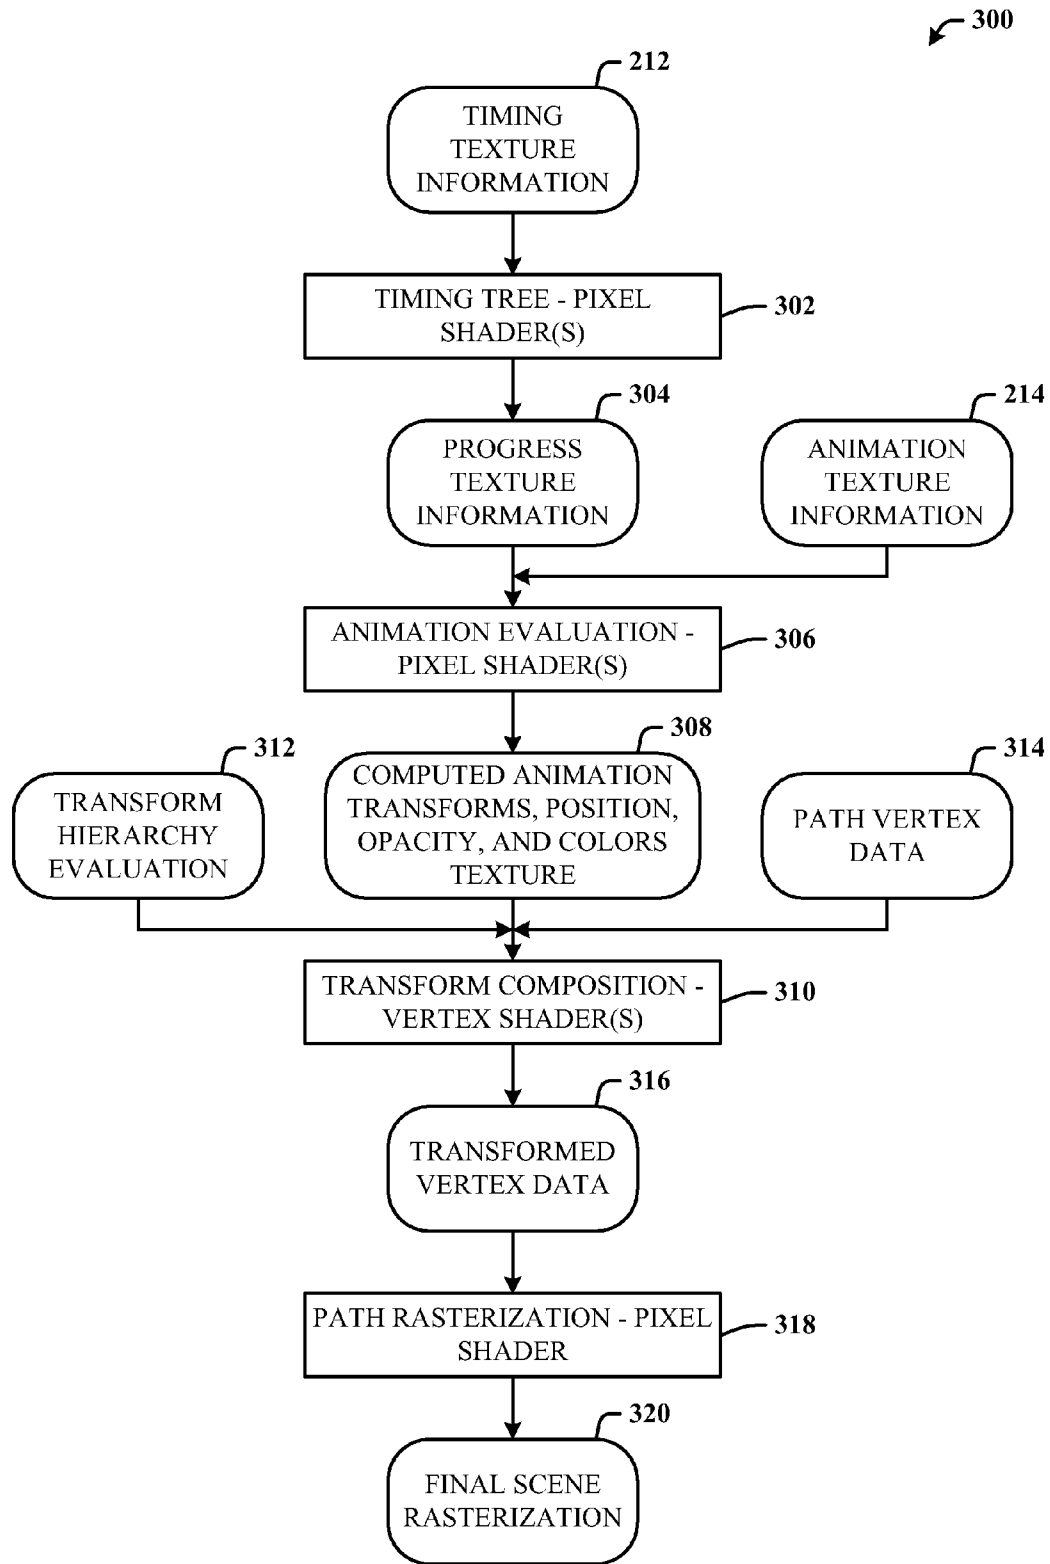 300
212
TIMING
TEXTURE
INFORMATION
TIMING TREE - PIXEL
SHADER(S)
302
304
PROGRESS
TEXTURE
INFORMATION
214
ANIMATION
TEXTURE
INFORMATION
ANIMATION EVALUATION -
PIXEL SHADER(S)
306
312
TRANSFORM
HIERARCHY
EVALUATION
308
COMPUTED ANIMATION
TRANSFORMS, POSITION,
OPACITY, AND COLORS
TEXTURE
314
PATH VERTEX
DATA
TRANSFORM COMPOSITION -
VERTEX SHADER(S)
310
316
TRANSFORMED
VERTEX DATA
PATH RASTERIZATION - PIXEL
SHADER
318
320
FINAL SCENE
RASTERIZATION